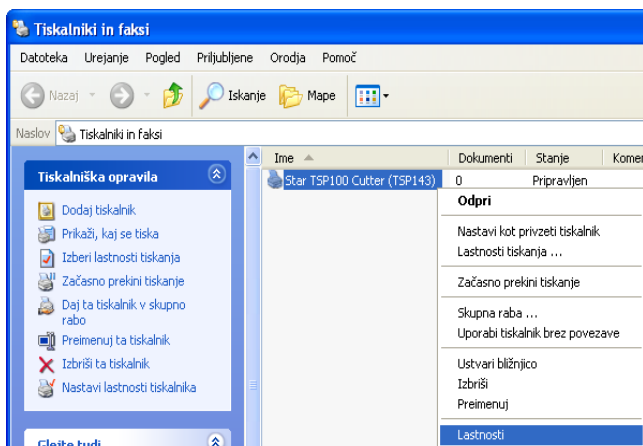 Tiskalniki in faksi
Datoteka Urejanje Pogled Priljubljene Orodja Pomoč
Nazaj Iskanje Mape
Naslov Tiskalniki in faksi
Tiskalniška opravila
Dodaj tiskalnik
Prikaži, kaj se tiska
Izberi lastnosti tiskanja
Začasno prekini tiskanje
Daj ta tiskalnik v skupno
rabo
Preimenuj ta tiskalnik
Izbriši ta tiskalnik
Nastavi lastnosti tiskalnika
Glejte tudi
Ime Dokumenti Stanje
Star TSP100 Cutter (TSP143) 0 Pripravljen
Odpri
Nastavi kot privzeti tiskalnik
Lastnosti tiskanja ...
Začasno prekini tiskanje
Skupna raba ...
Uporabi tiskalnik brez povezave
Ustvari bližnjico
Izbriši
Preimenuj
Lastnosti